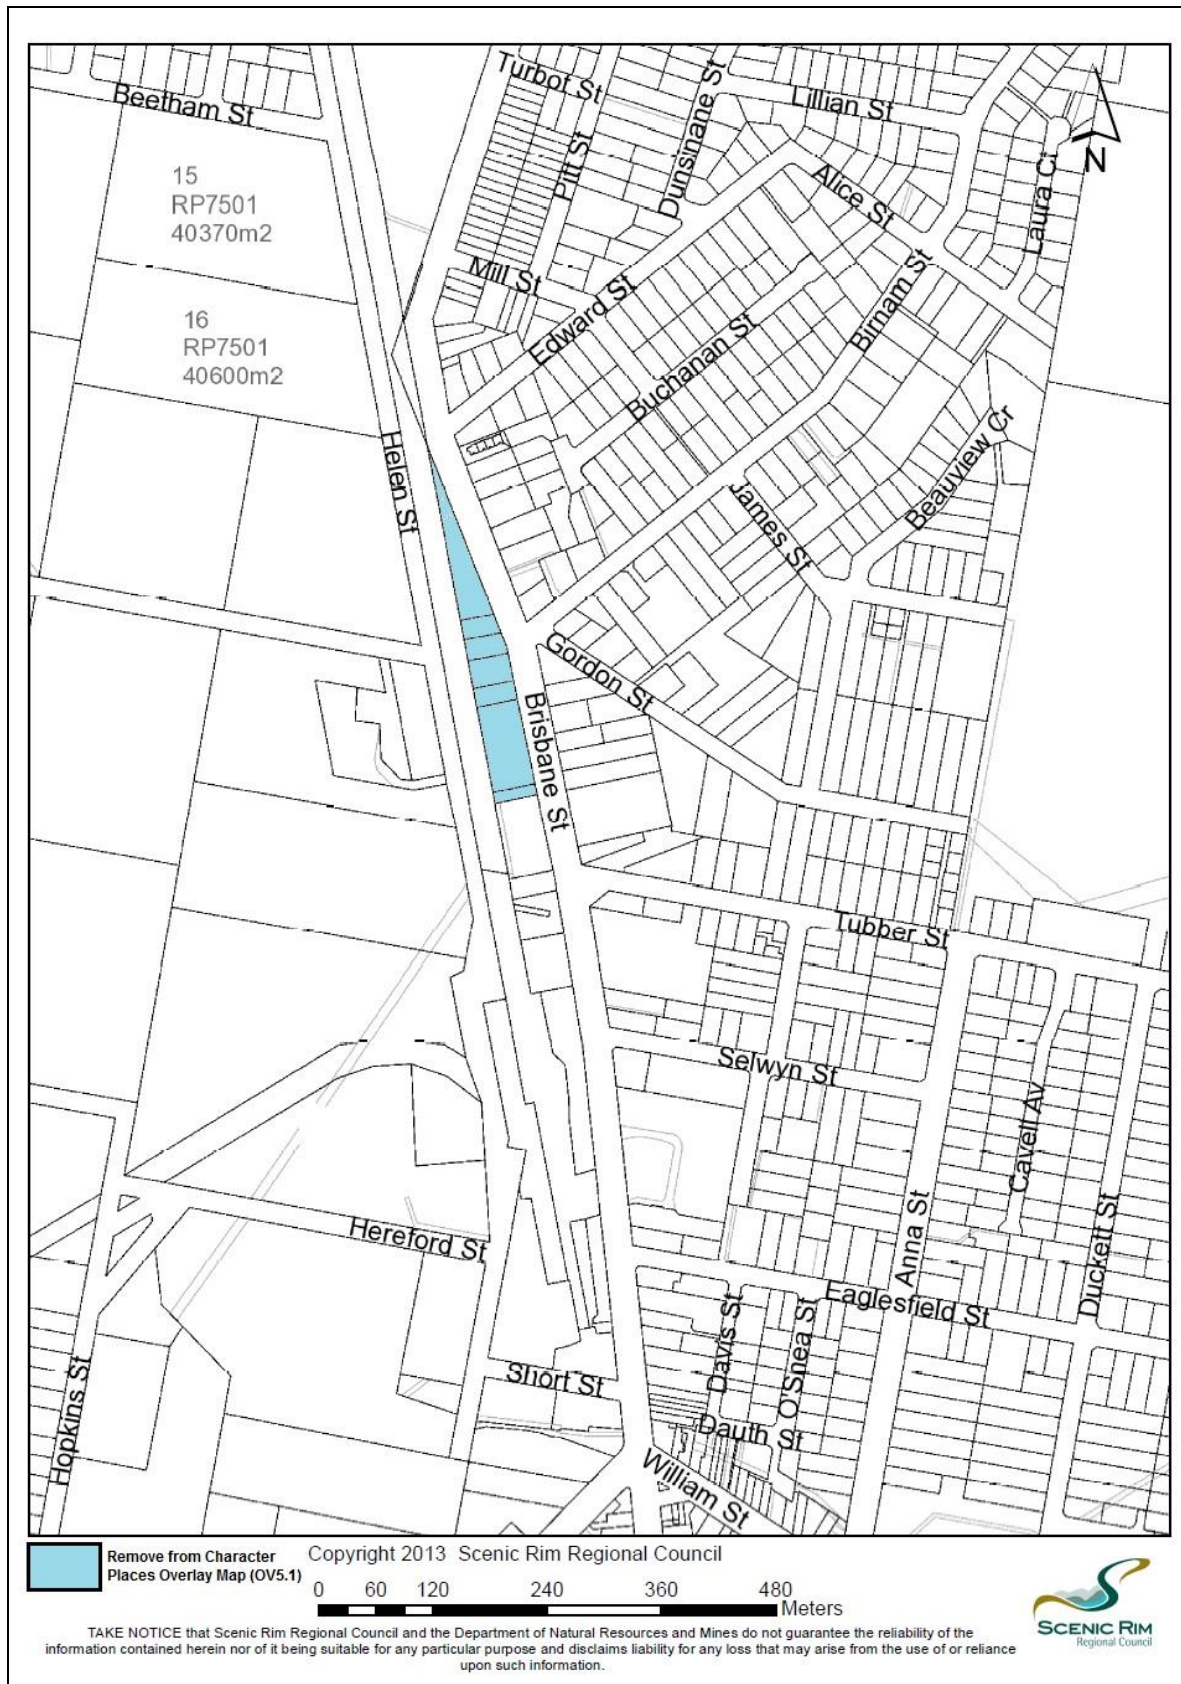 Turbot St
Beetham St
Pitt St
Dunsinane St
Lillian St
Laura Ct
N
15
RP7501
40370m2
Alice St
Mill St
Edward St
Birnam St
16
RP7501
40600m2
Buchanan St
Helen St
Beauview Cr
James St
Gordon St
Brisbane St
Tubber St
Selwyn St
Cavell Av
Anna St
Duckett St
Hereford St
Eaglesfield St
Davis St
O'Shea St
Short St
Dauth St
Hopkins St
William St
Remove from Character
Places Overlay Map (OV5.1)
Copyright 2013 Scenic Rim Regional Council
0 60 120 240 360 480
Meters
SCENIC RIM
Regional Council
TAKE NOTICE that Scenic Rim Regional Council and the Department of Natural Resources and Mines do not guarantee the reliability of the
information contained herein nor of it being suitable for any particular purpose and disclaims liability for any loss that may arise from the use of or reliance
upon such information.